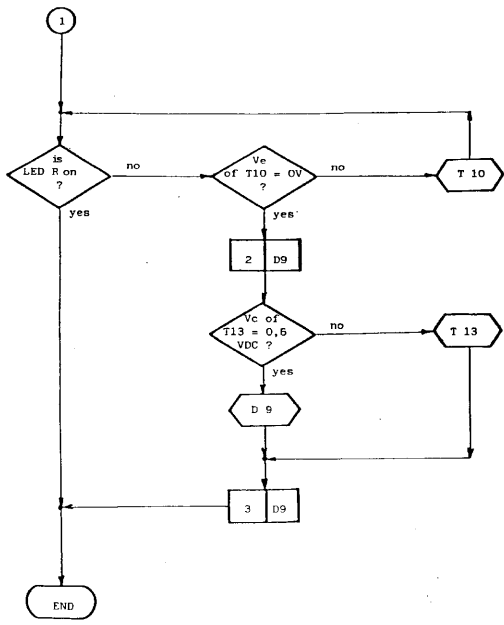 1
is
LED R on
?
no
yes
Ve
of T10 = 0V
?
no
T 10
yes
2 D9
Vc of
T13 = 0,6
VDC ?
no
T 13
yes
D 9
3 D9
END